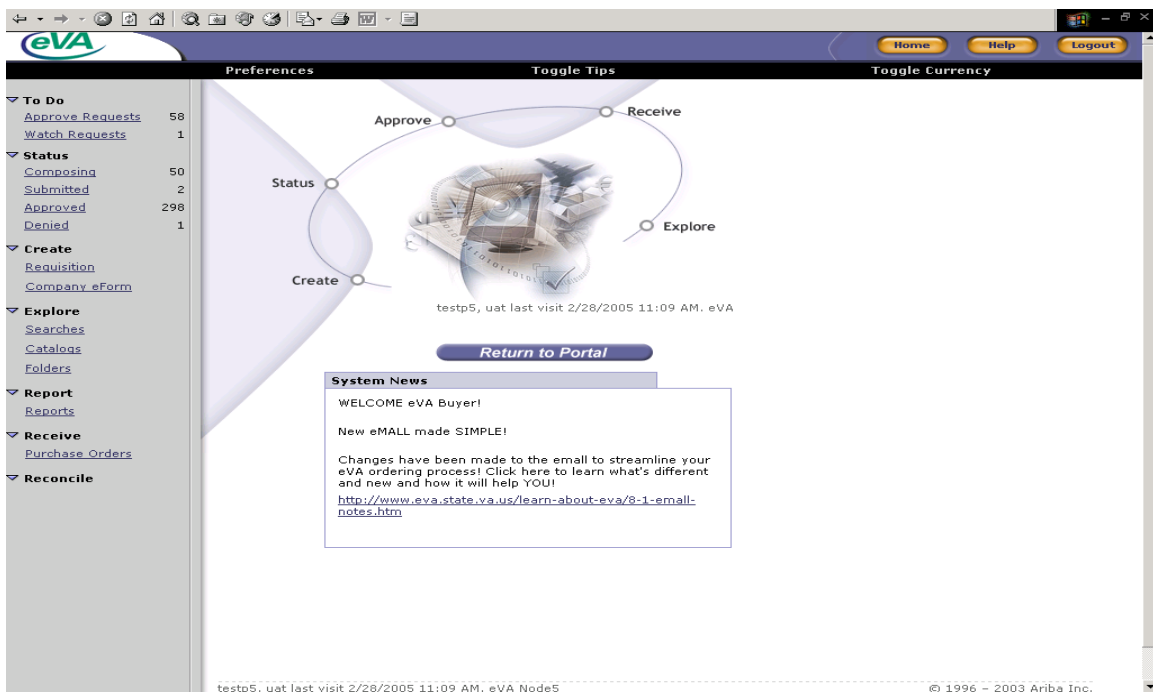 eVA
Home Help Logout
Preferences Toggle Tips Toggle Currency
To Do
Approve Requests 58
Watch Requests 1
Status
Composing 50
Submitted 2
Approved 298
Denied 1
Create
Requisition
Company eForm
Explore
Searches
Catalogs
Folders
Report
Reports
Receive
Purchase Orders
Reconcile
Approve
Receive
Status
Explore
Create
testp5, uat last visit 2/28/2005 11:09 AM. eVA
Return to Portal
System News
WELCOME eVA Buyer!
New eMALL made SIMPLE!
Changes have been made to the email to streamline your
eVA ordering process! Click here to learn what's different
and new and how it will help YOU!
http://www.eva.state.va.us/learn-about-eva/8-1-emall-
notes.htm
testp5, uat last visit 2/28/2005 11:09 AM. eVA Node5
© 1996 - 2003 Ariba Inc.